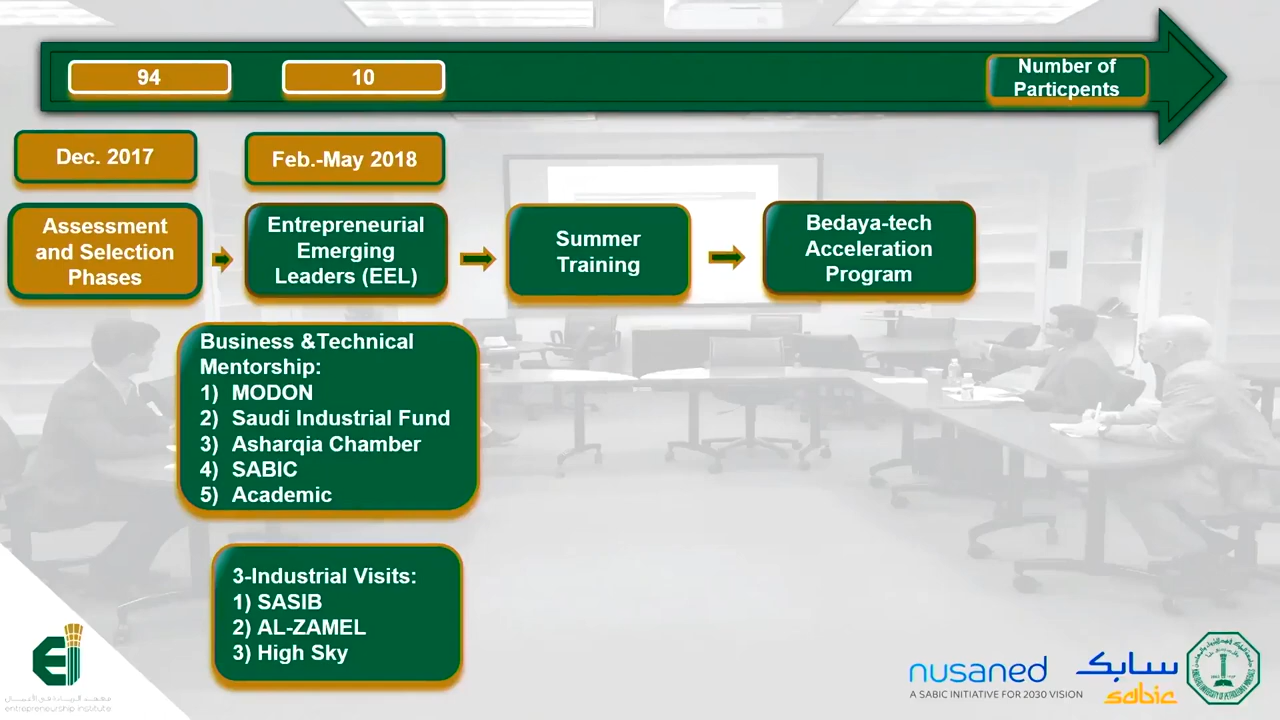 94
10
Number of
Particpents
Dec. 2017
Feb.-May 2018
Assessment
and Selection
Phases
Entrepreneurial
Emerging
Leaders (EEL)
Summer
Training
Bedaya-tech
Acceleration
Program
Business &Technical
Mentorship:
1) MODON
2) Saudi Industrial Fund
3) Asharqia Chamber
4) SABIC
5) Academic
3-Industrial Visits:
1) SASIB
2) AL-ZAMEL
3) High Sky
entrepreneurship institute
nusaned
A SABIC INITIATIVE FOR 2030 VISION
سابك
sabic